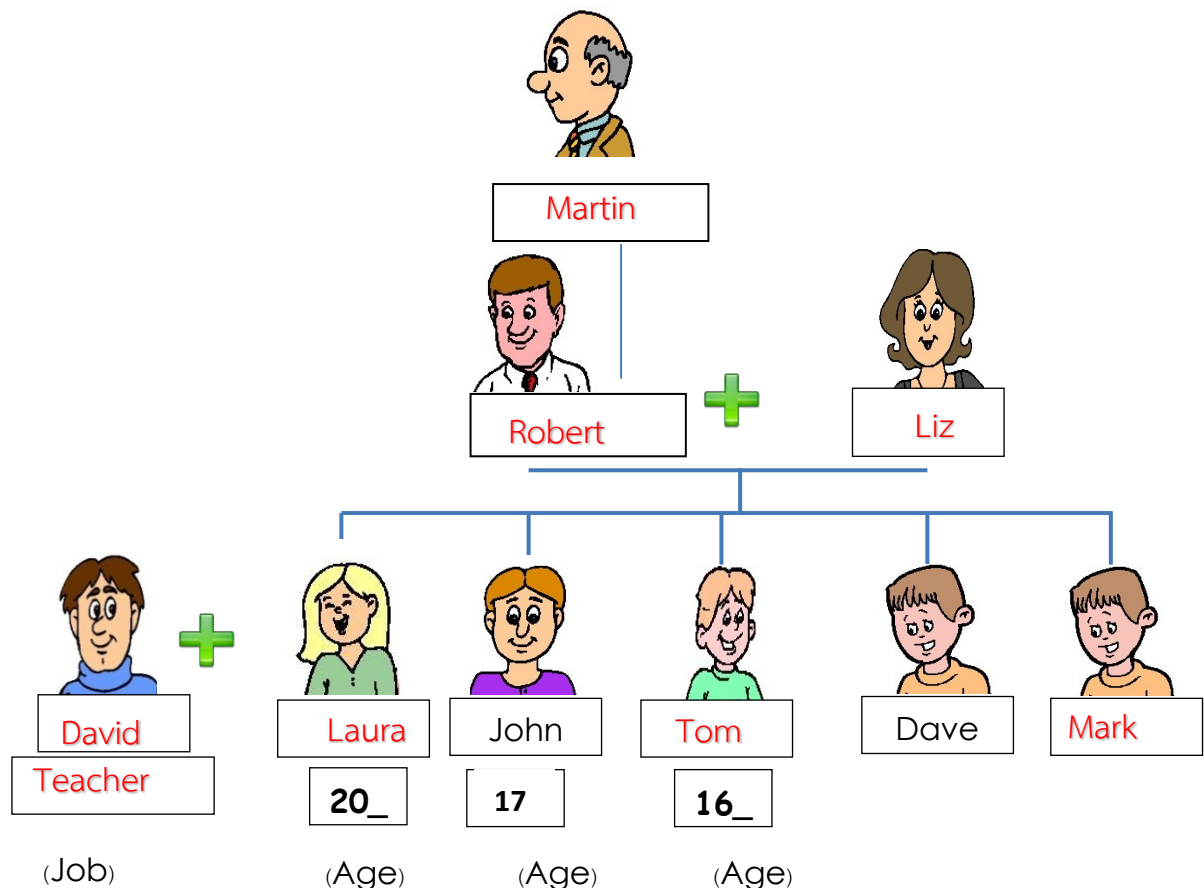 Martin
Robert
Liz
David
Laura
John
Tom
Dave
Mark
Teacher
20_
17
16_
(Job)
(Age)
(Age)
(Age)